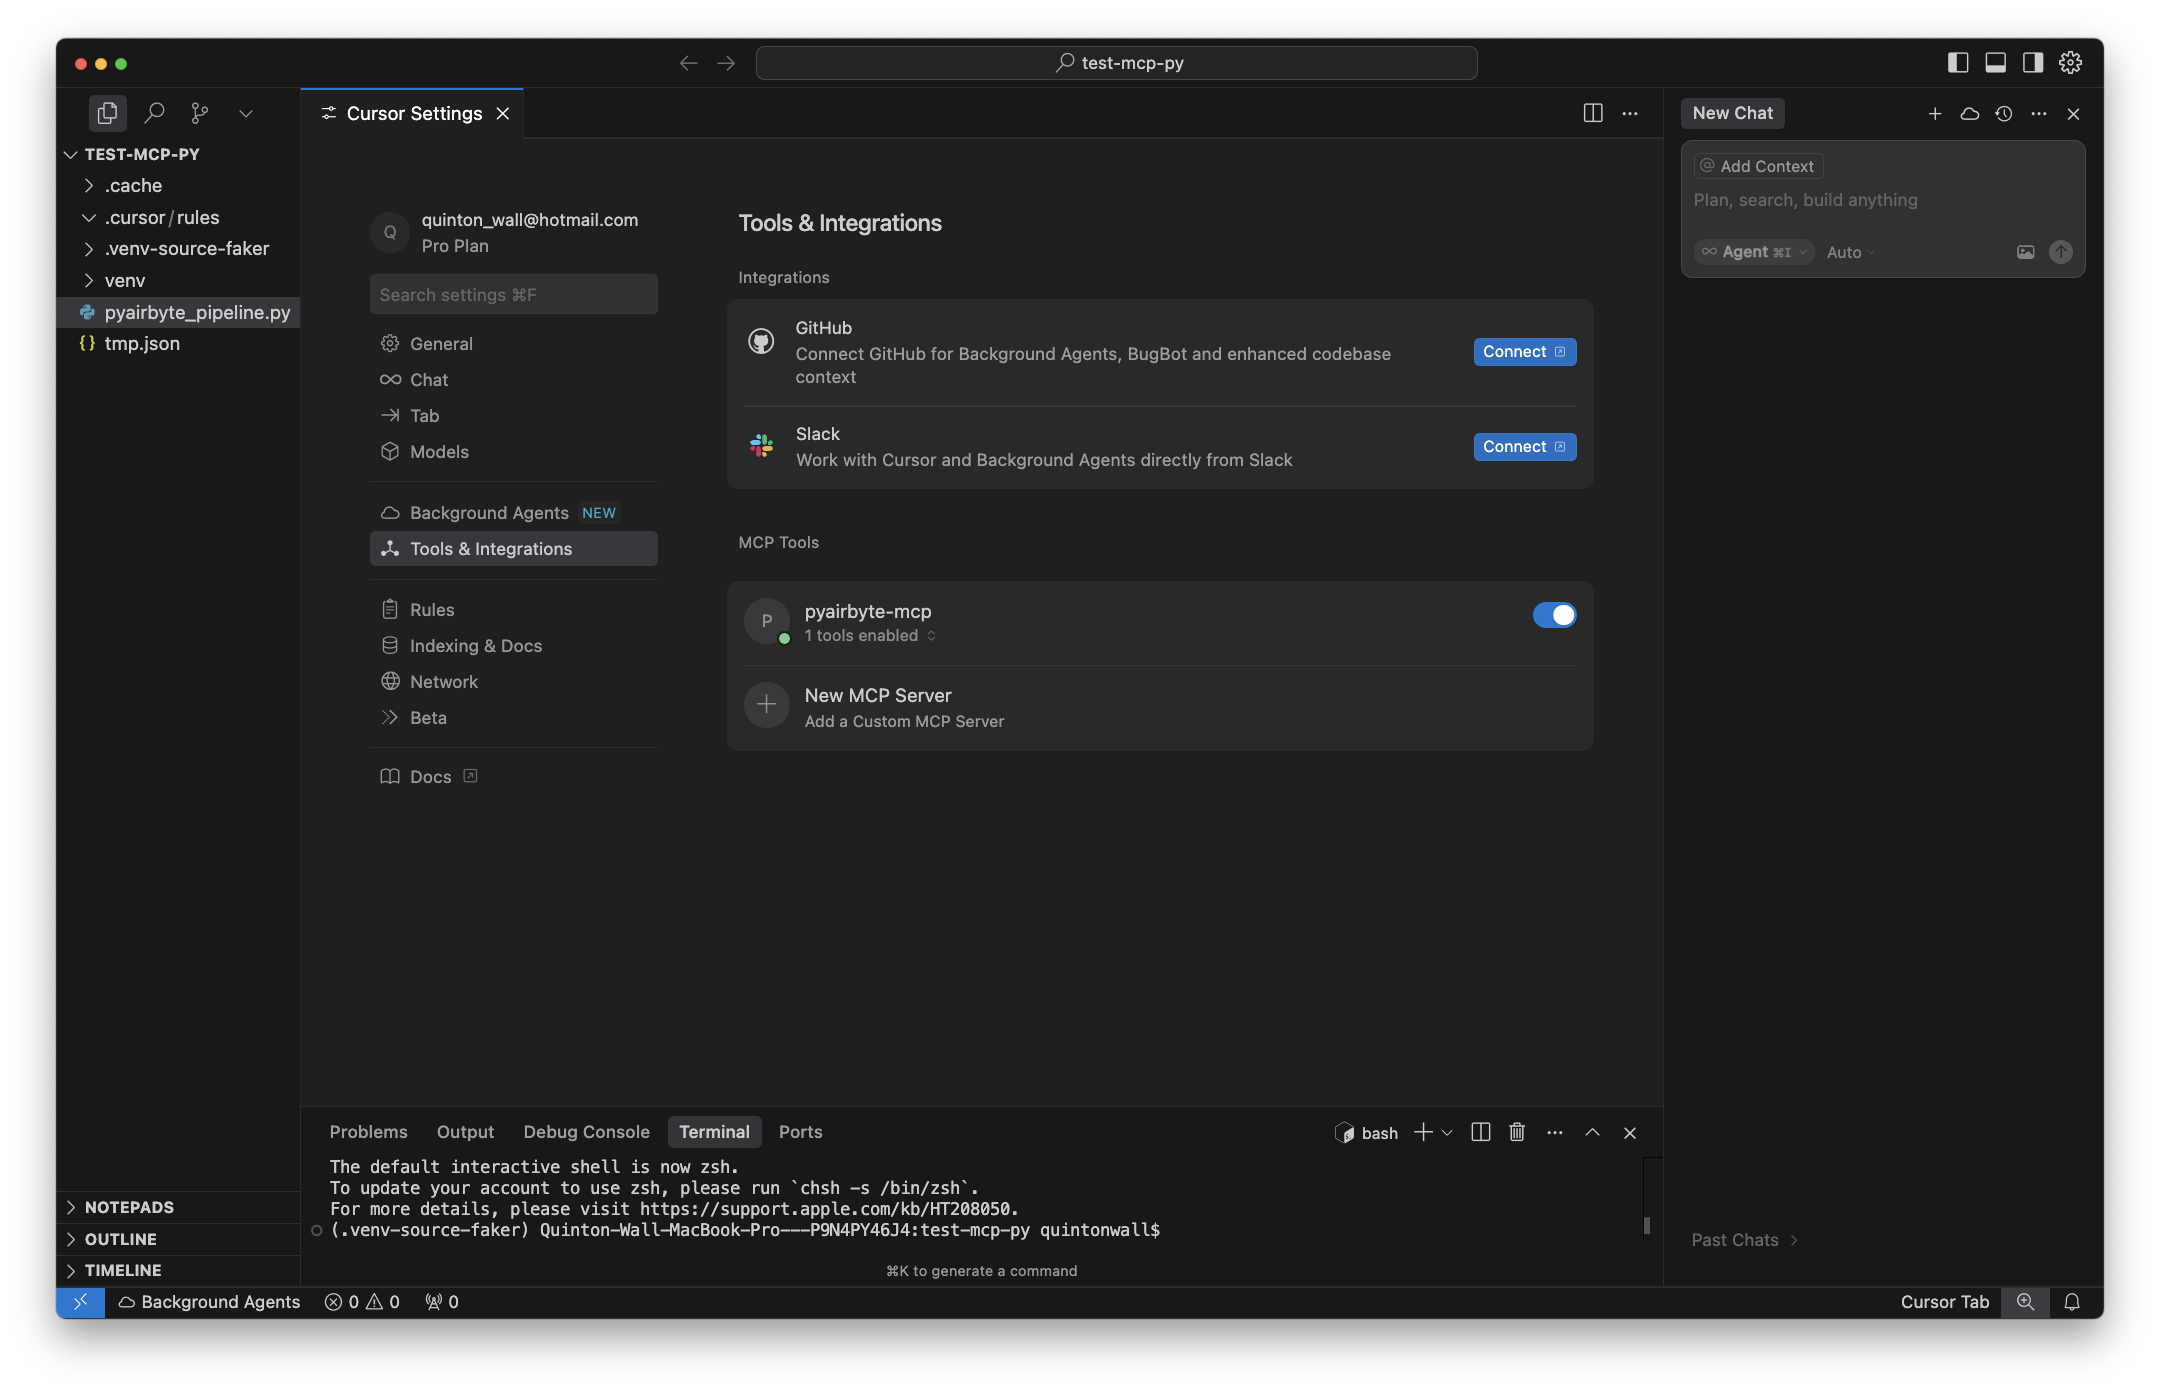 test-mcp-py
TEST-MCP-PY
.cache
.cursor/rules
.venv-source-faker
venv
pyairbyte_pipeline.py
{} tmp.json
NOTEPADS
OUTLINE
TIMELINE
Cursor Settings
Q
quinton_wall@hotmail.com
Pro Plan
Search settings ⌘F
General
Chat
Tab
Models
Background Agents NEW
Tools & Integrations
Rules
Indexing & Docs
Network
Beta
Docs
Tools & Integrations
Integrations
GitHub
Connect GitHub for Background Agents, BugBot and enhanced codebase
context
Connect
Slack
Work with Cursor and Background Agents directly from Slack
Connect
MCP Tools
P
pyairbyte-mcp
1 tools enabled
New MCP Server
Add a Custom MCP Server
Problems Output Debug Console Terminal Ports
bash
The default interactive shell is now zsh.
To update your account to use zsh, please run `chsh -s /bin/zsh`.
For more details, please visit https://support.apple.com/kb/HT208050.
(.venv-source-faker) Quinton-Wall-MacBook-Pro---P9N4PY46J4:test-mcp-py quintonwall$
⌘K to generate a command
New Chat
@ Add Context
Plan, search, build anything
Agent ⌘I Auto
Past Chats
Background Agents 0 0 0
Cursor Tab